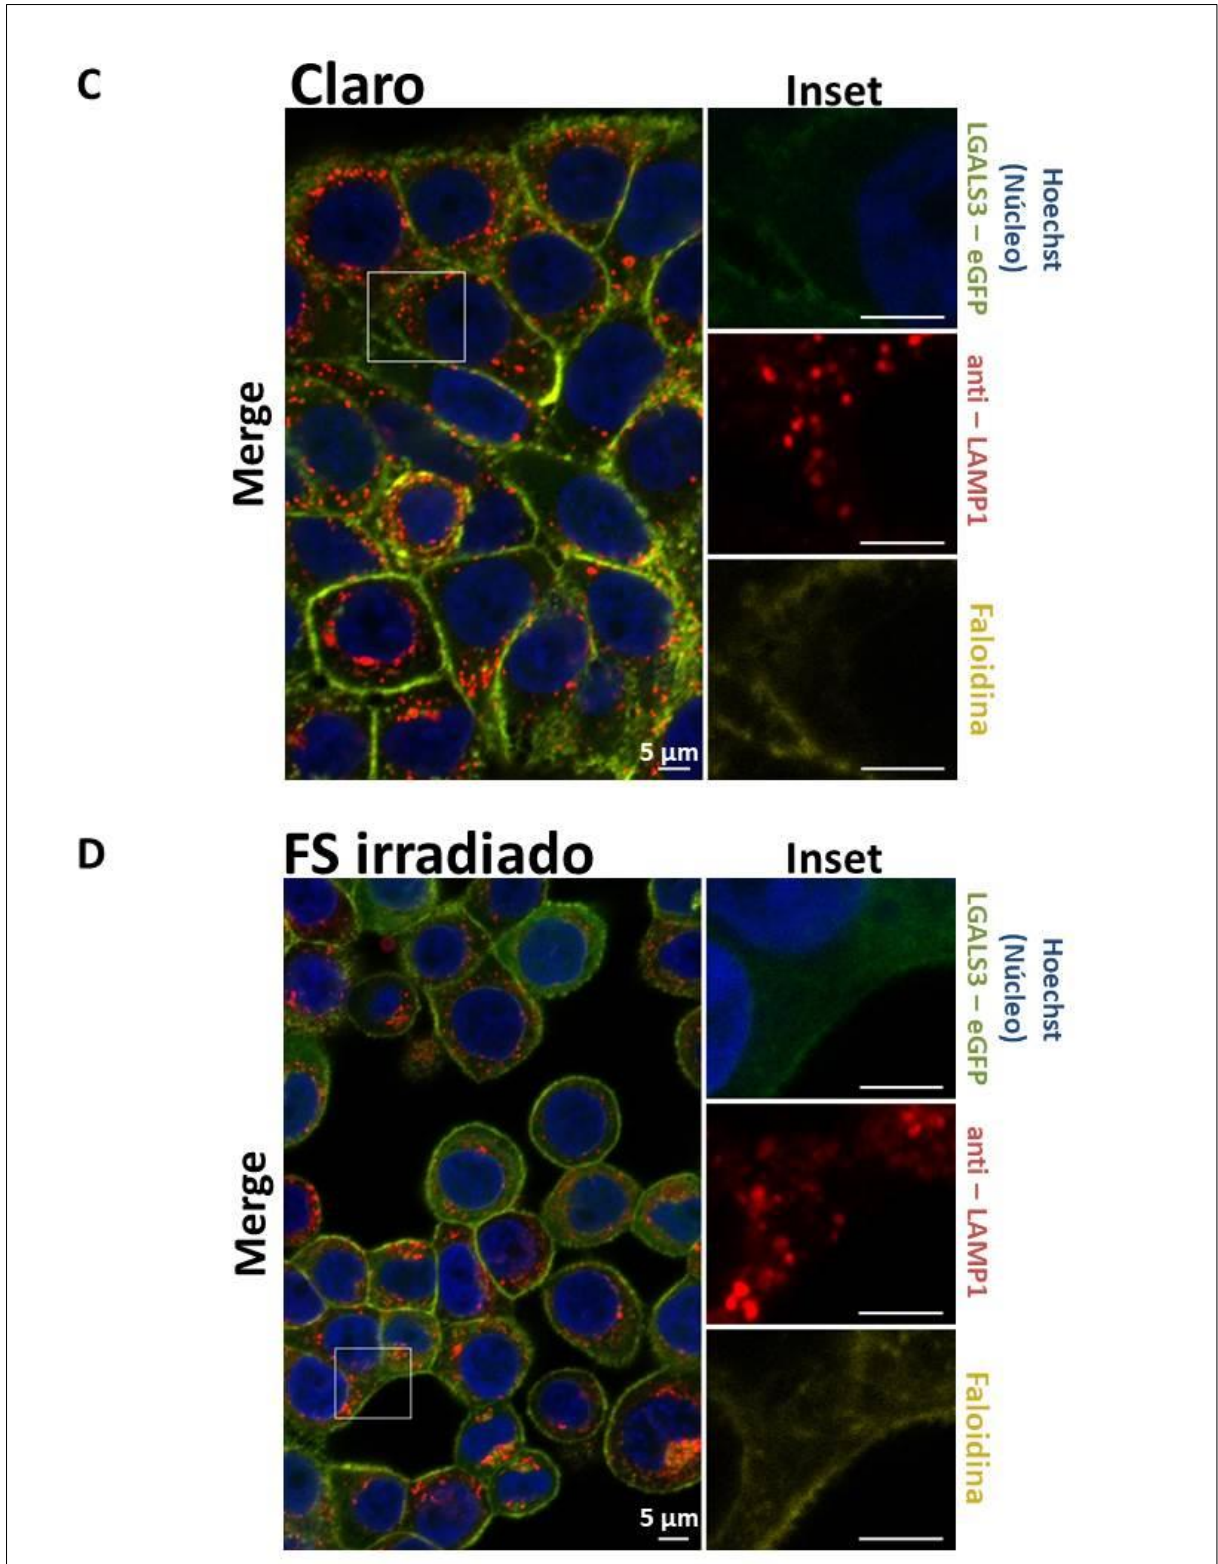 C
Claro
Inset
Merge
5 µm
LGALS3 – eGFP
Hoechst
(Núcleo)
anti – LAMP1
Faloidina
D
FS irradiado
Inset
Merge
5 µm
LGALS3 – eGFP
Hoechst
(Núcleo)
anti – LAMP1
Faloidina